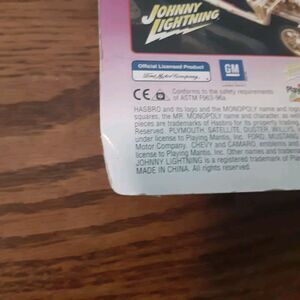 JOHNNY
LIGHTNING
Official Licensed Product
Ford Motor Company
GM
CE Conforms to the safety requirements
of ASTM F963-96a
HASBRO and its logo and the MONOPOLY name and
squares, the MR. MONOPOLY name and character, as well
pieces are trademarks of Hasbro for its property trading
Reserved. PLYMOUTH, SATELLITE, DUSTER, WILLYS,
under license to Playing Mantis, Inc. FORD, MUSTANG,
Motor Company. CHEVY and CAMARO, emblems and
license to Playing Mantis, Inc. Other names and
JOHNNY LIGHTNING is a registered trademark of
MADE IN CHINA. All rights reserved.